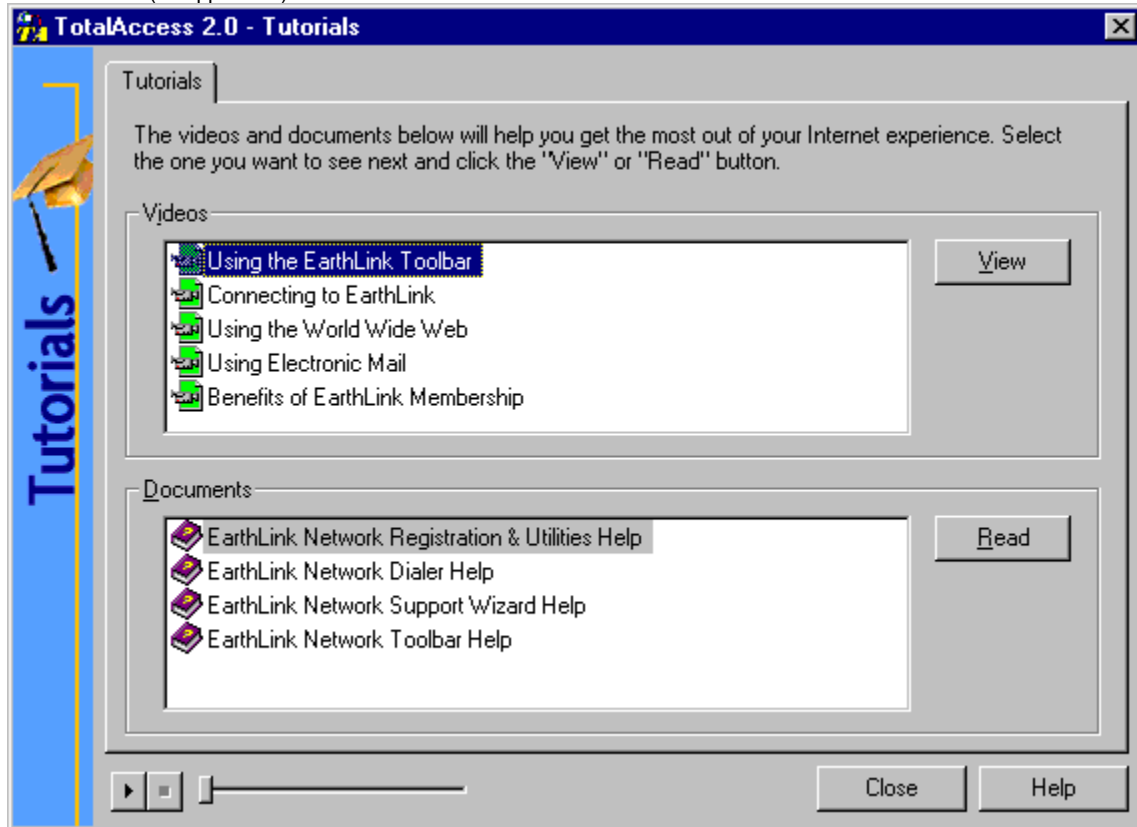 TotalAccess 2.0 - Tutorials
Tutorials
Tutorials
The videos and documents below will help you get the most out of your Internet experience. Select
the one you want to see next and click the "View" or "Read" button.
Videos
Using the EarthLink Toolbar
View
Connecting to EarthLink
Using the World Wide Web
Using Electronic Mail
Benefits of EarthLink Membership
Documents
EarthLink Network Registration & Utilities Help
Read
EarthLink Network Dialer Help
EarthLink Network Support Wizard Help
EarthLink Network Toolbar Help
Close
Help